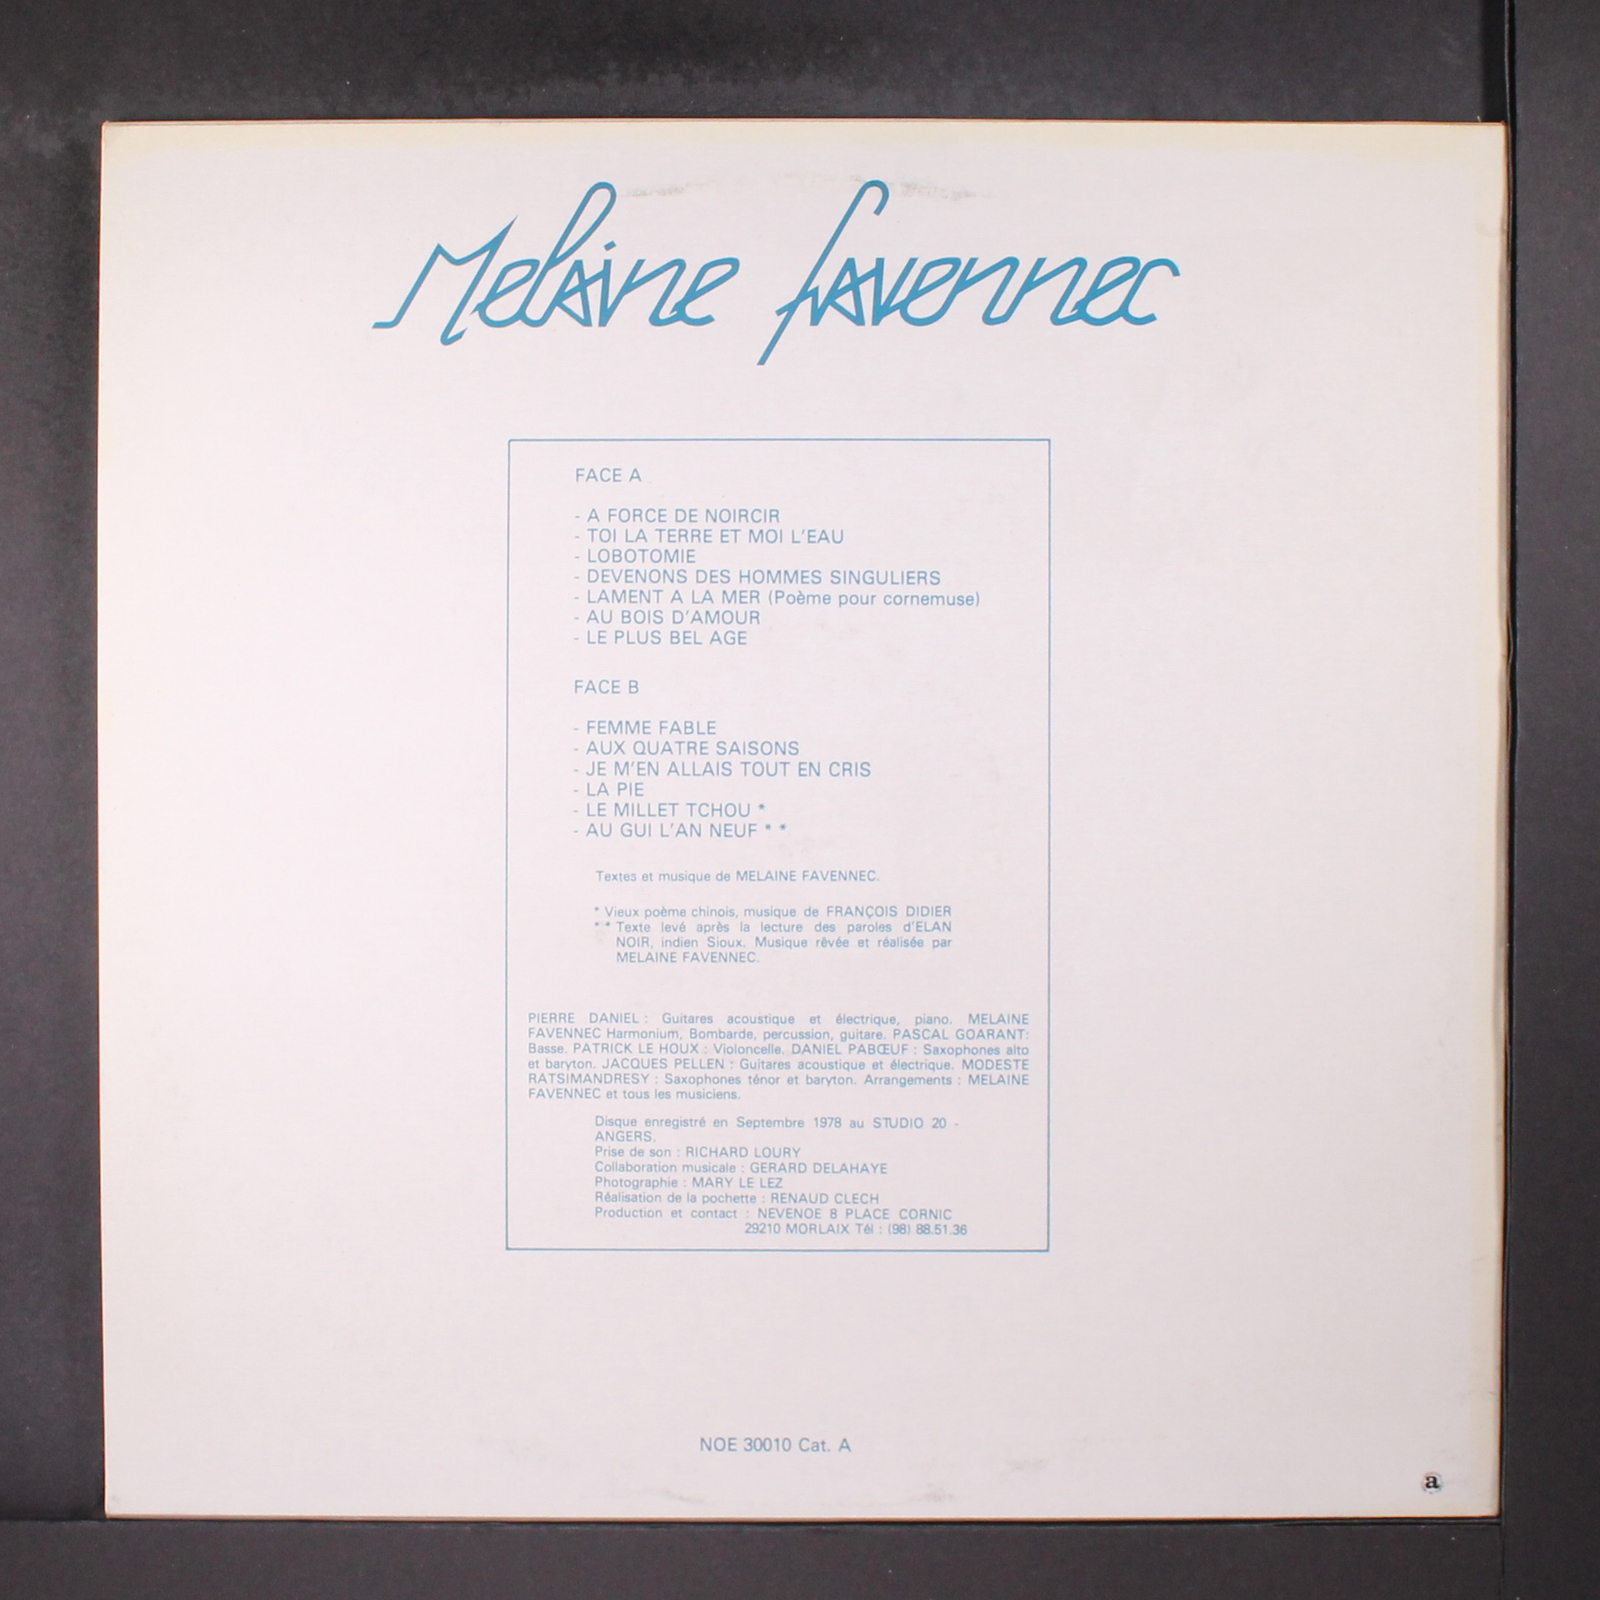 Melaine Favennec
FACE A
- A FORCE DE NOIRCIR
- TOI LA TERRE ET MOI L'EAU
- LOBOTOMIE
- DEVENONS DES HOMMES SINGULIERS
- LAMENT A LA MER (Poème pour cornemuse)
- AU BOIS D'AMOUR
- LE PLUS BEL AGE
FACE B
- FEMME FABLE
- AUX QUATRE SAISONS
- JE M'EN ALLAIS TOUT EN CRIS
- LA PIE
- LE MILLET TCHOU *
- AU GUI L'AN NEUF * *
Textes et musique de MELAINE FAVENNEC.
* Vieux poème chinois, musique de FRANÇOIS DIDIER
* * Texte levé après la lecture des paroles d'ELAN
NOIR, indien Sioux. Musique rêvée et réalisée par
MELAINE FAVENNEC.
PIERRE DANIEL : Guitares acoustique et électrique, piano. MELAINE
FAVENNEC Harmonium, Bombarde, percussion, guitare. PASCAL GOARANT:
Basse. PATRICK LE HOUX : Violoncelle. DANIEL PABŒUF : Saxophones alto
et baryton. JACQUES PELLEN : Guitares acoustique et électrique. MODESTE
RATSIMANDRESY : Saxophones ténor et baryton. Arrangements : MELAINE
FAVENNEC et tous les musiciens.
Disque enregistré en Septembre 1978 au STUDIO 20 -
ANGERS.
Prise de son : RICHARD LOURY
Collaboration musicale : GERARD DELAHAYE
Photographie : MARY LE LEZ
Réalisation de la pochette : RENAUD CLECH
Production et contact : NEVENOE 8 PLACE CORNIC
29210 MORLAIX Tél : (98) 88.51.36
NOE 30010 Cat. A
a